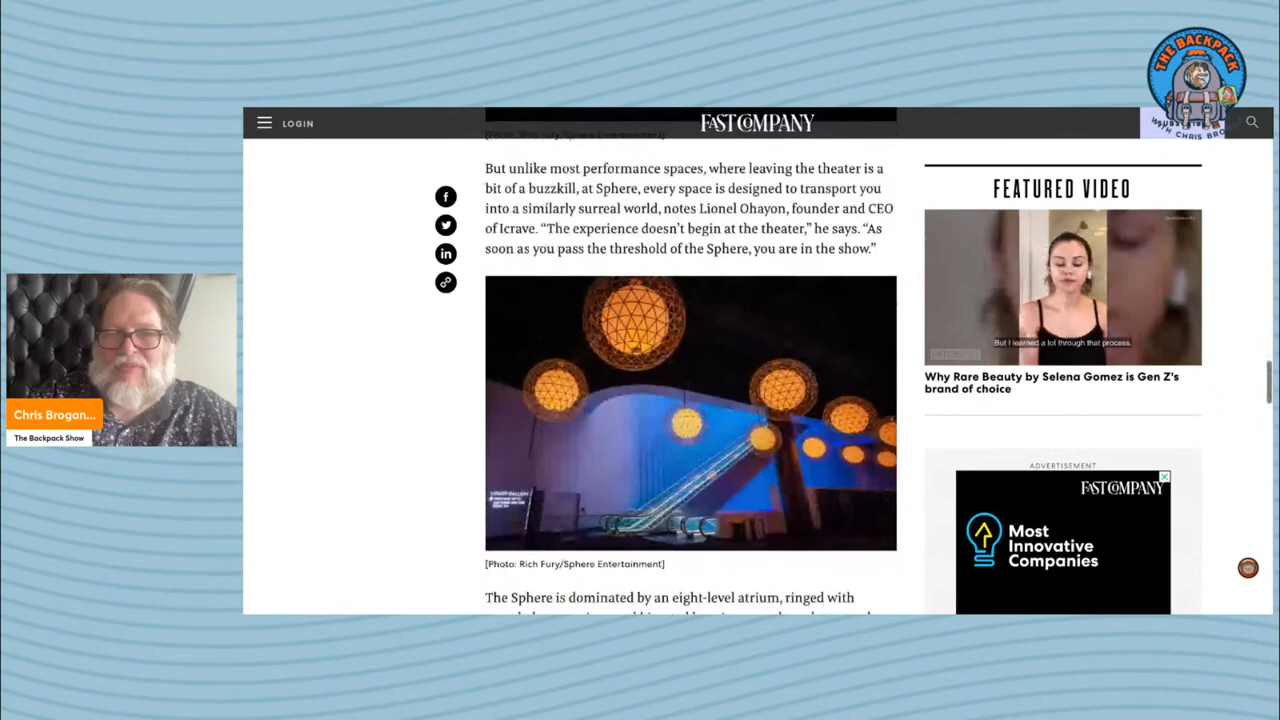 THE BACKPACK
WITH CHRIS
LOGIN
FAST COMPANY
But unlike most performance spaces, where leaving the theater is a
bit of a buzzkill, at Sphere, every space is designed to transport you
into a similarly surreal world, notes Lionel Ohayon, founder and CEO
of Icrave. “The experience doesn’t begin at the theater,” he says. “As
soon as you pass the threshold of the Sphere, you are in the show.”
[Photo: Rich Fury/Sphere Entertainment]
The Sphere is dominated by an eight-level atrium, ringed with
FEATURED VIDEO
But I learned a lot through that process.
Why Rare Beauty by Selena Gomez is Gen Z's
brand of choice
ADVERTISEMENT
FAST COMPANY
Most
Innovative
Companies
Chris Brogan...
The Backpack Show